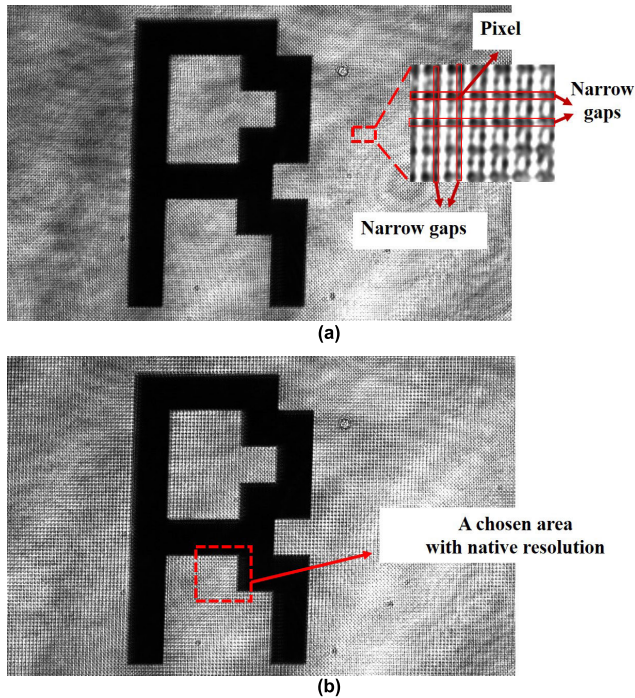 Pixel
Narrow
gaps
Narrow gaps
(a)
A chosen area
with native resolution
(b)